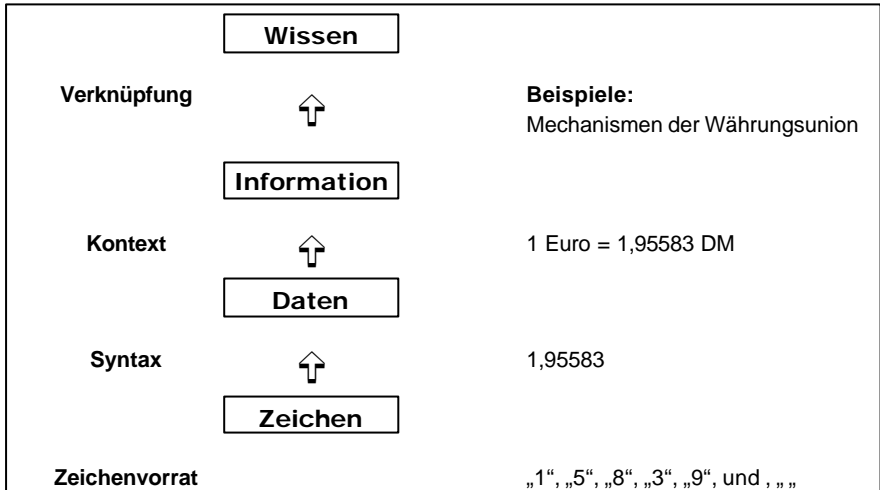 Wissen
Verknüpfung
Beispiele:
Mechanismen der Währungsunion
Information
Kontext
1 Euro = 1,95583 DM
Daten
Syntax
1,95583
Zeichen
Zeichenvorrat
„1“, „5“, „8“, „3“, „9“, und , „ „